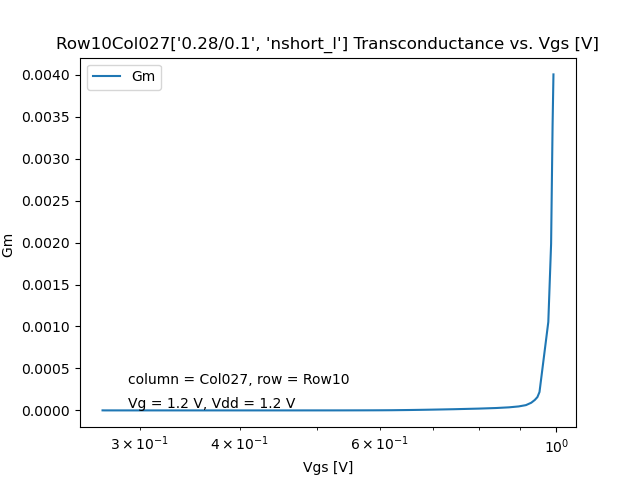 Row10Col027['0.28/0.1', 'nshort_l'] Transconductance vs. Vgs [V]
Gm
0.0040
0.0035
0.0030
0.0025
0.0020
0.0015
0.0010
0.0005
0.0000
Gm
column = Col027, row = Row10
Vg = 1.2 V, Vdd = 1.2 V
3 × 10⁻¹ 4 × 10⁻¹ 6 × 10⁻¹ 10⁰
Vgs [V]